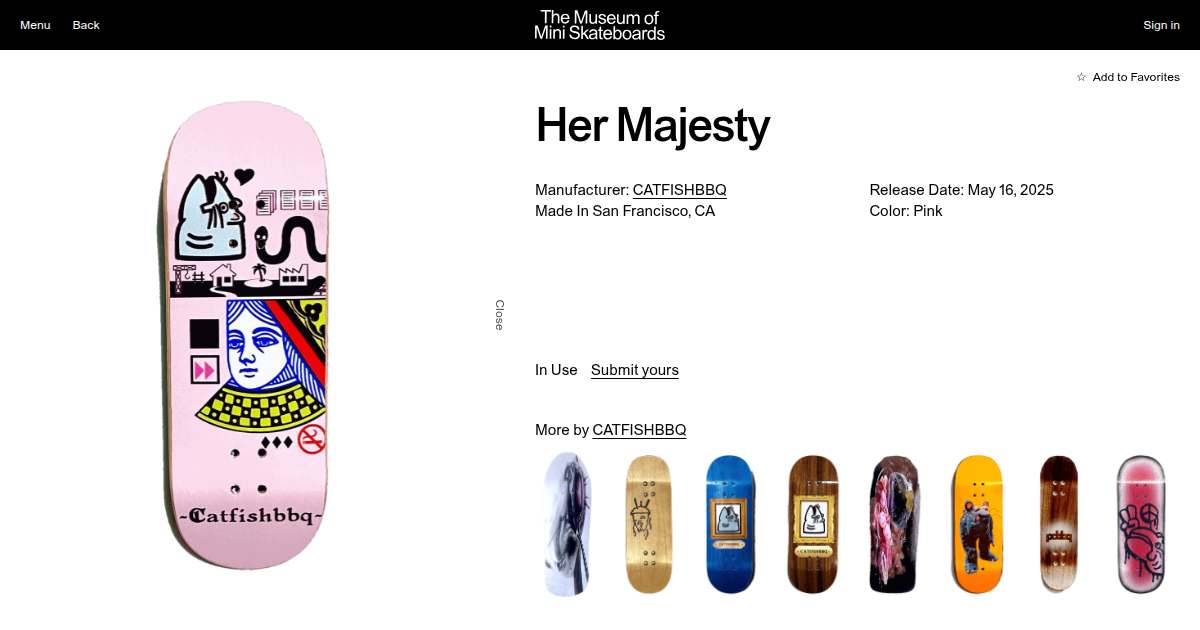 Menu
Back
The Museum of
Mini Skateboards
Sign in
☆ Add to Favorites
Her Majesty
Manufacturer: CATFISHBBQ
Made In San Francisco, CA
Release Date: May 16, 2025
Color: Pink
Close
In Use Submit yours
More by CATFISHBBQ
-Catfishbbq-